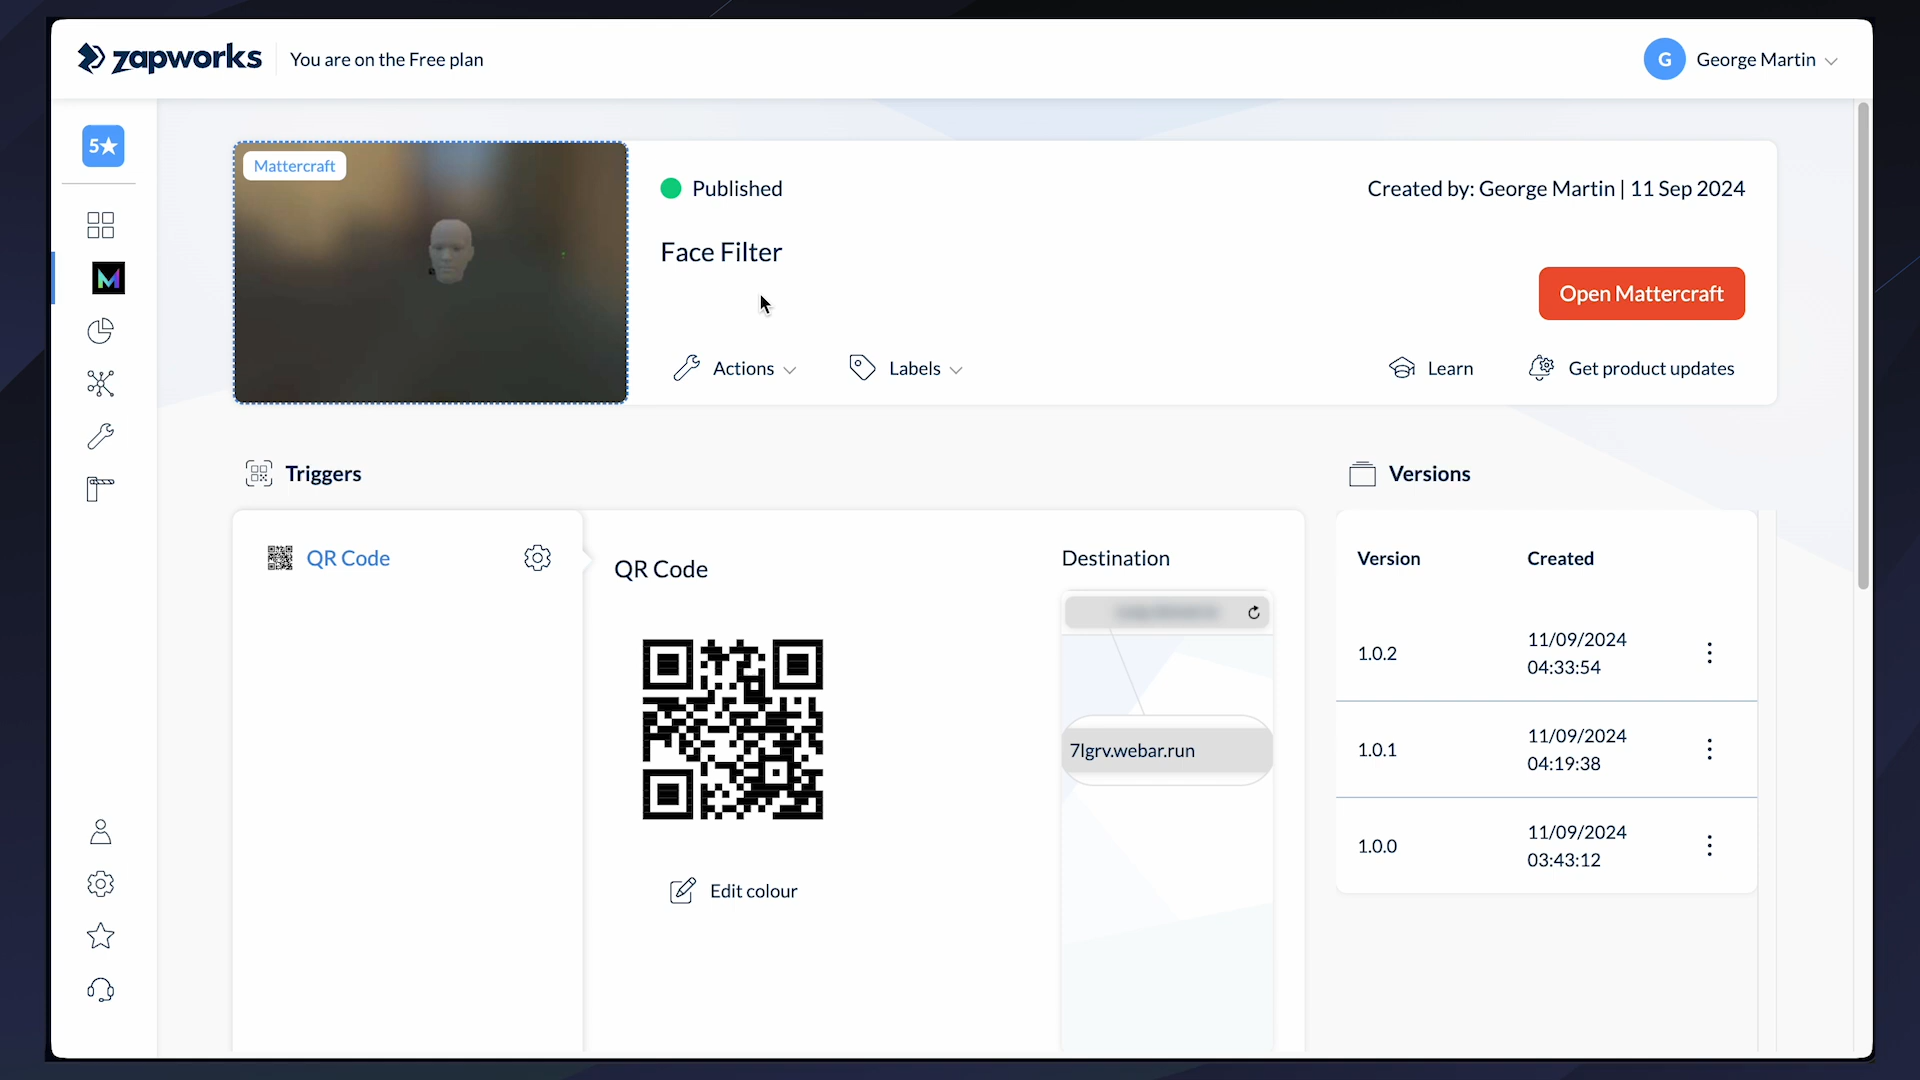 zapworks
You are on the Free plan
G
George Martin
5★
Mattercraft
Published
Created by: George Martin | 11 Sep 2024
Face Filter
Open Mattercraft
Actions
Labels
Learn
Get product updates
Triggers
Versions
QR Code
QR Code
Destination
7lgrv.webar.run
Edit colour
Version
Created
1.0.2
11/09/2024
04:33:54
1.0.1
11/09/2024
04:19:38
1.0.0
11/09/2024
03:43:12